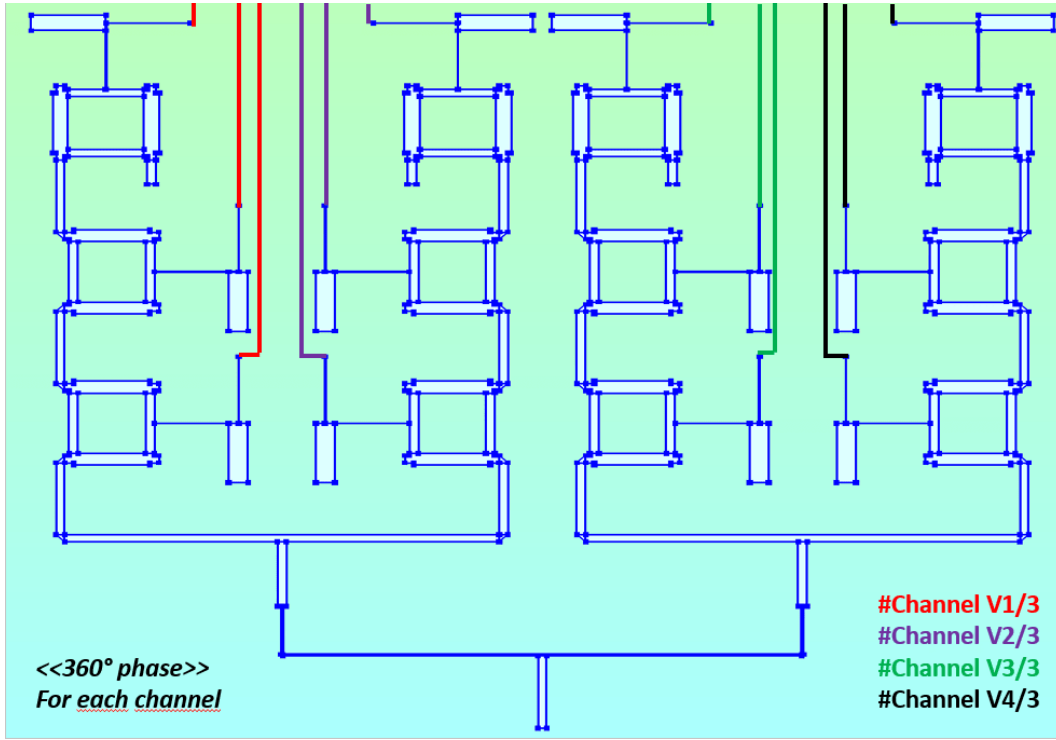 #Channel V1/3
#Channel V2/3
#Channel V3/3
#Channel V4/3
<<360° phase>>
For each channel